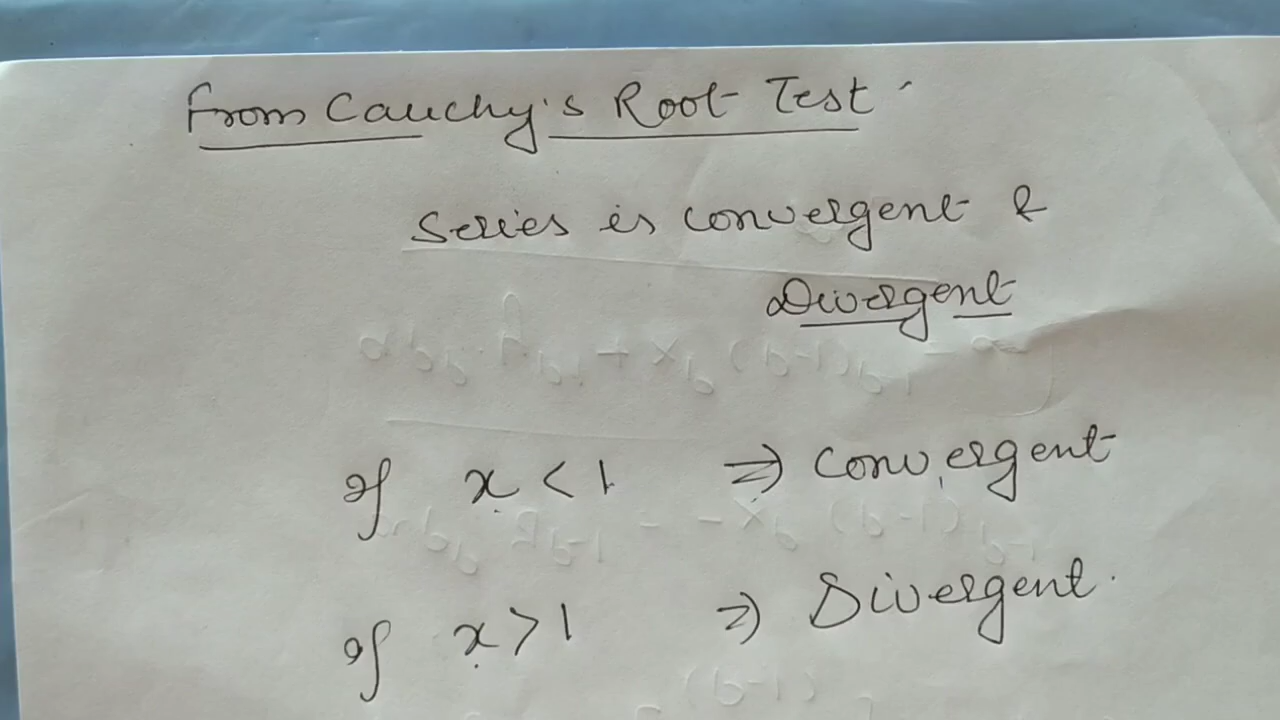 From Cauchy's Root Test
Series is convergent &
Divergent
If x < 1 ⇒ Convergent
If x > 1 ⇒ Divergent.